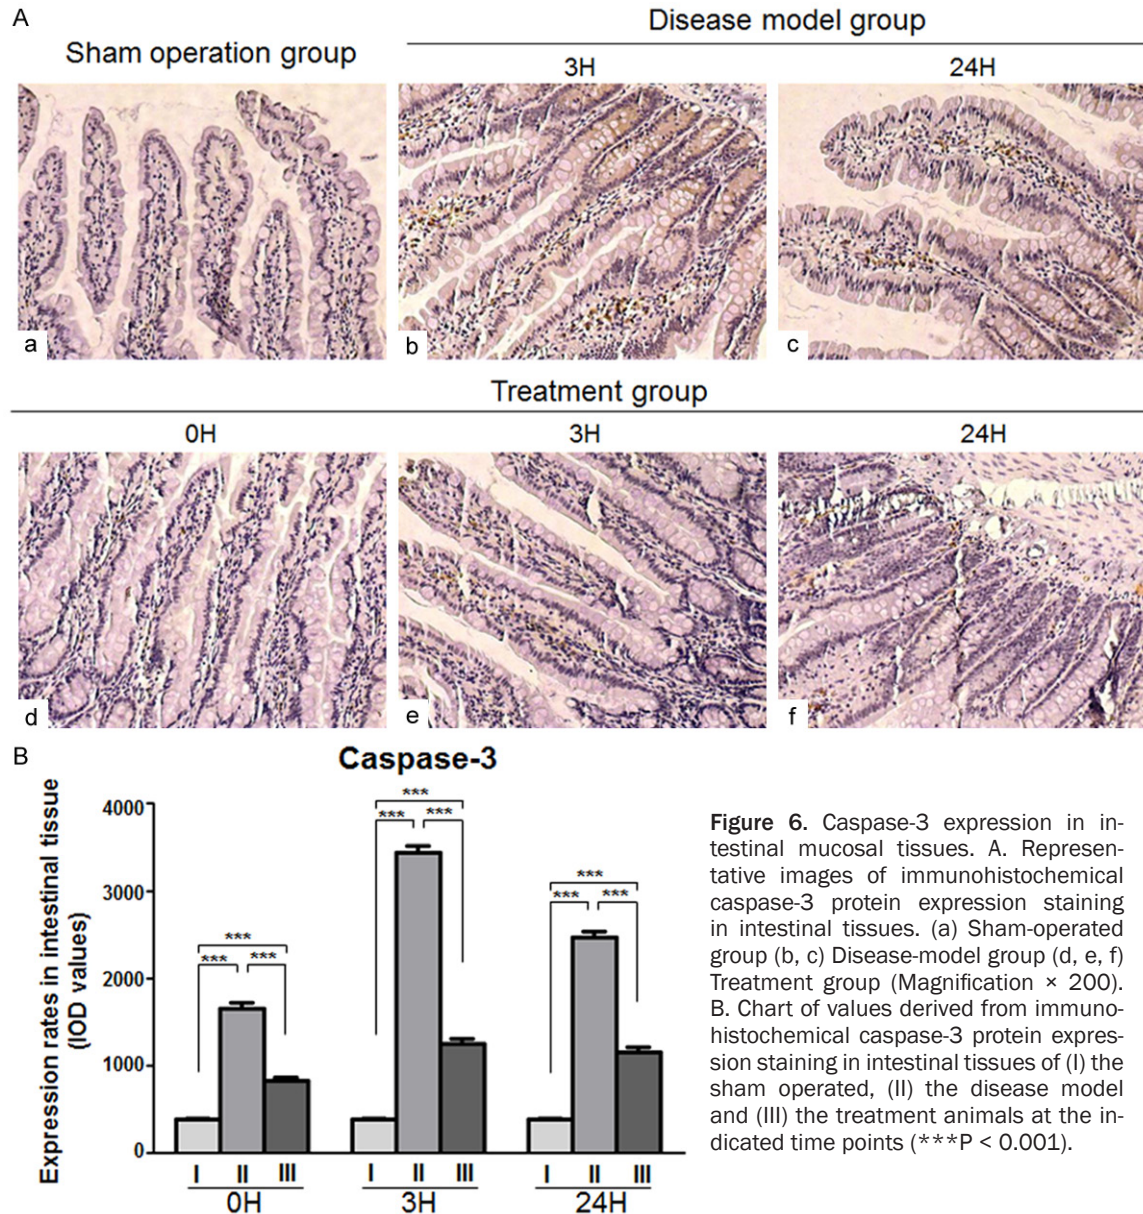 A
Disease model group
Sham operation group
3H
24H
a
b
c
Treatment group
0H
3H
24H
d
e
f
B
Caspase-3
Expression rates in intestinal tissue
(IOD values)
4000
3000
2000
1000
0
***
***
***
***
***
***
***
***
***
I
II
III
I
II
III
I
II
III
0H
3H
24H
Figure 6. Caspase-3 expression in in-
testinal mucosal tissues. A. Represen-
tative images of immunohistochemical
caspase-3 protein expression staining
in intestinal tissues. (a) Sham-operated
group (b, c) Disease-model group (d, e, f)
Treatment group (Magnification × 200).
B. Chart of values derived from immuno-
histochemical caspase-3 protein expres-
sion staining in intestinal tissues of (I) the
sham operated, (II) the disease model
and (III) the treatment animals at the in-
dicated time points (***P < 0.001).